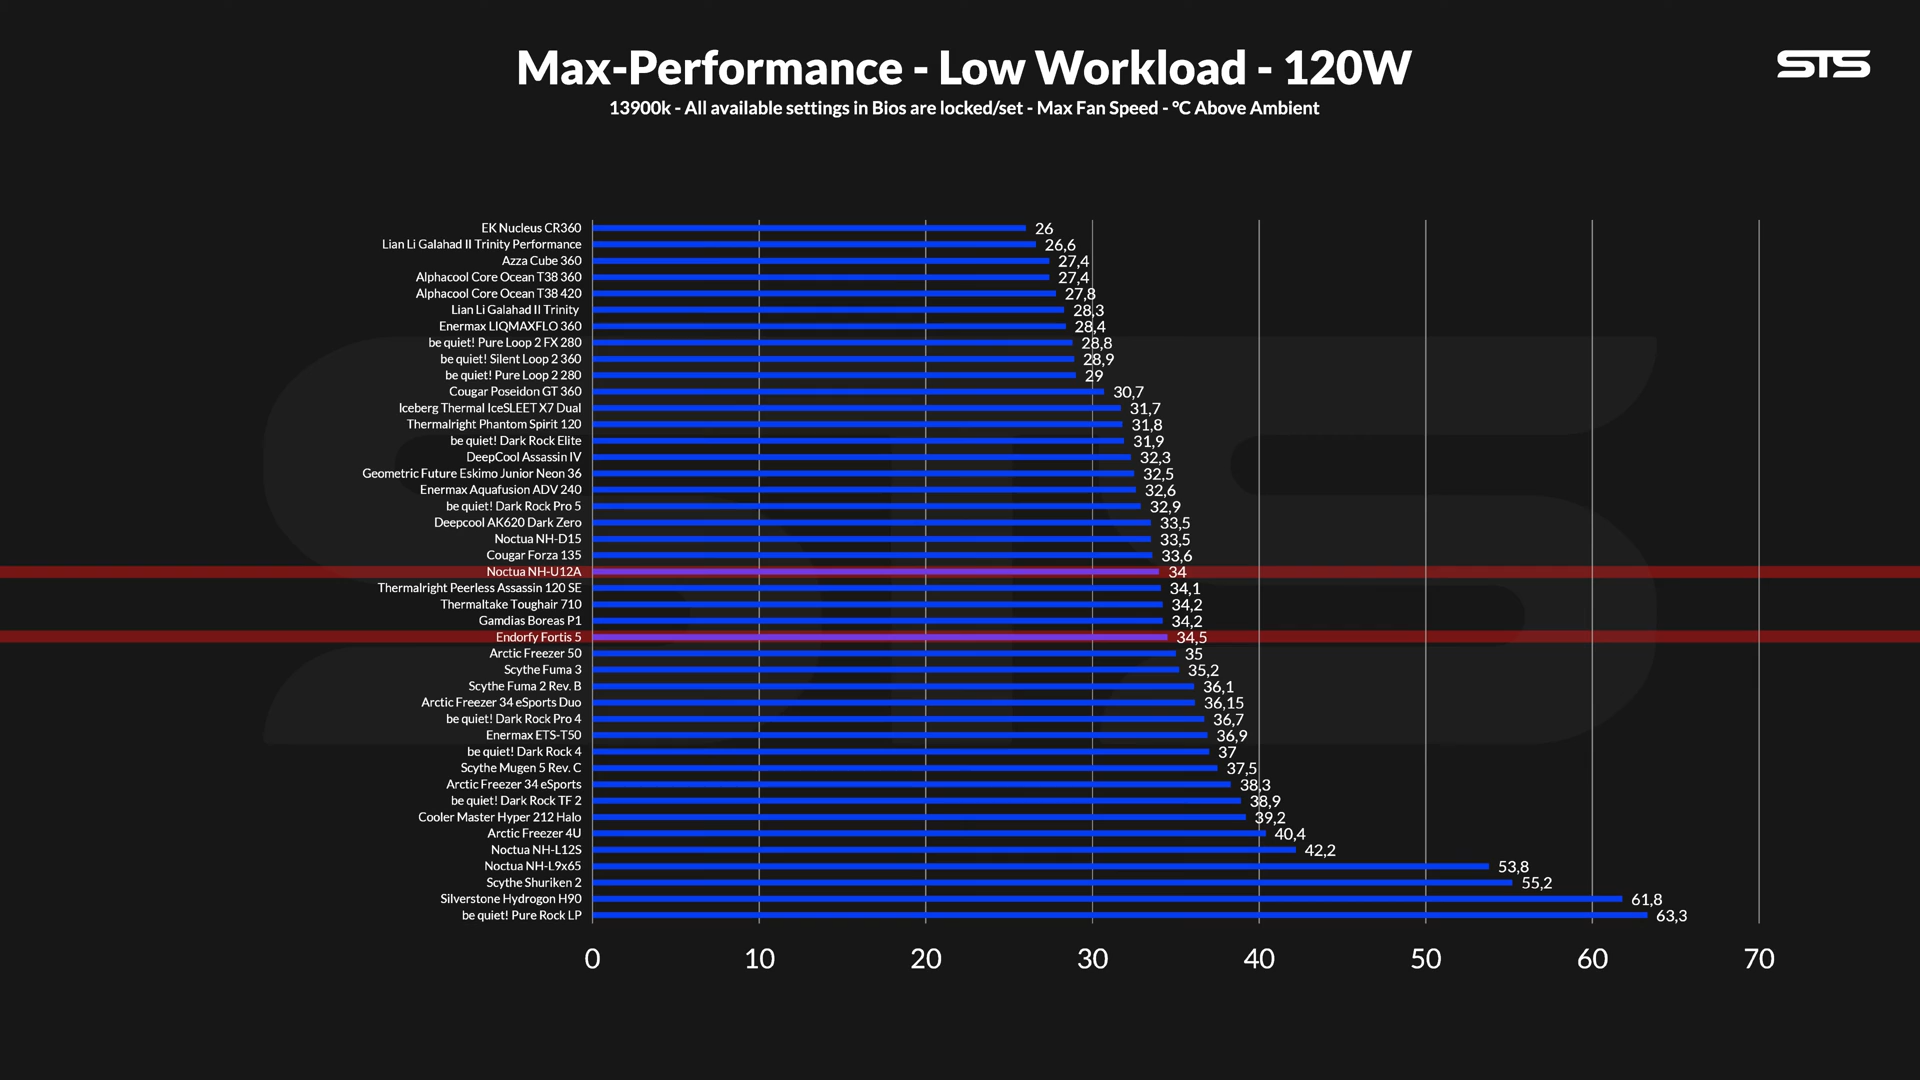 Max-Performance - Low Workload - 120W
STS
13900k - All available settings in Bios are locked/set - Max Fan Speed - °C Above Ambient
EK Nucleus CR360 26
Lian Li Galahad II Trinity Performance 26,6
Azza Cube 360 27,4
Alphacool Core Ocean T38 360 27,4
Alphacool Core Ocean T38 420 27,8
Lian Li Galahad II Trinity 28,3
Enermax LIQMAXFLO 360 28,4
be quiet! Pure Loop 2 FX 280 28,8
be quiet! Silent Loop 2 360 28,9
be quiet! Pure Loop 2 280 29
Cougar Poseidon GT 360 30,7
Iceberg Thermal IceSLEET X7 Dual 31,7
Thermalright Phantom Spirit 120 31,8
be quiet! Dark Rock Elite 31,9
DeepCool Assassin IV 32,3
Geometric Future Eskimo Junior Neon 36 32,5
Enermax Aquafusion ADV 240 32,6
be quiet! Dark Rock Pro 5 32,9
Deepcool AK620 Dark Zero 33,5
Noctua NH-D15 33,5
Cougar Forza 135 33,6
Noctua NH-U12A 34
Thermalright Peerless Assassin 120 SE 34,1
Thermaltake Toughair 710 34,2
Gamdias Boreas P1 34,2
Endorfy Fortis 5 34,5
Arctic Freezer 50 35
Scythe Fuma 3 35,2
Scythe Fuma 2 Rev. B 36,1
Arctic Freezer 34 eSports Duo 36,15
be quiet! Dark Rock Pro 4 36,7
Enermax ETS-T50 36,9
be quiet! Dark Rock 4 37
Scythe Mugen 5 Rev. C 37,5
Arctic Freezer 34 eSports 38,3
be quiet! Dark Rock TF 2 38,9
Cooler Master Hyper 212 Halo 39,2
Arctic Freezer 4U 40,4
Noctua NH-L12S 42,2
Noctua NH-L9x65 53,8
Scythe Shuriken 2 55,2
Silverstone Hydrogon H90 61,8
be quiet! Pure Rock LP 63,3
0 10 20 30 40 50 60 70